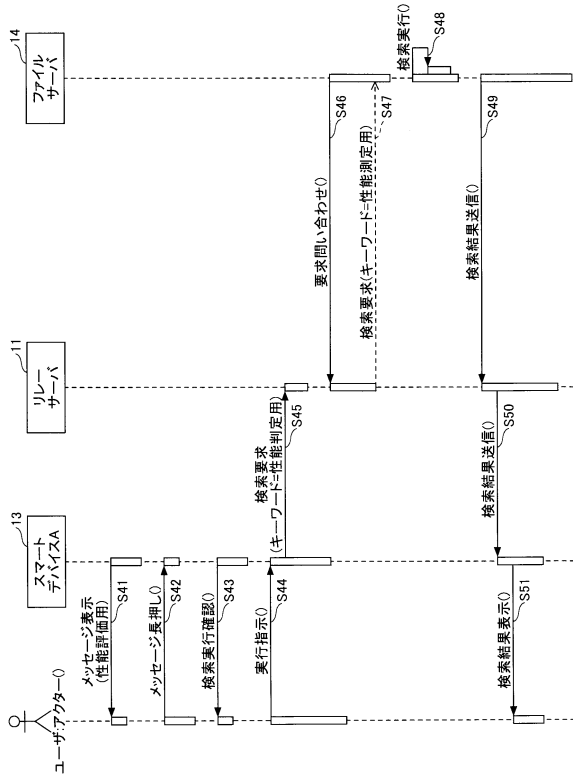 ユーザ:アクター()
13
スマート
デバイスA
11
リレー
サーバ
14
ファイル
サーバ
メッセージ表示
(性能評価用)
S41
メッセージ長押し()
S42
検索実行確認()
S43
実行指示()
S44
検索要求
(キーワード=性能判定用)
S45
要求問い合わせ()
S46
検索要求(キーワード=性能測定用)
S47
検索実行()
S48
検索結果送信()
S49
検索結果送信()
S50
検索結果表示()
S51